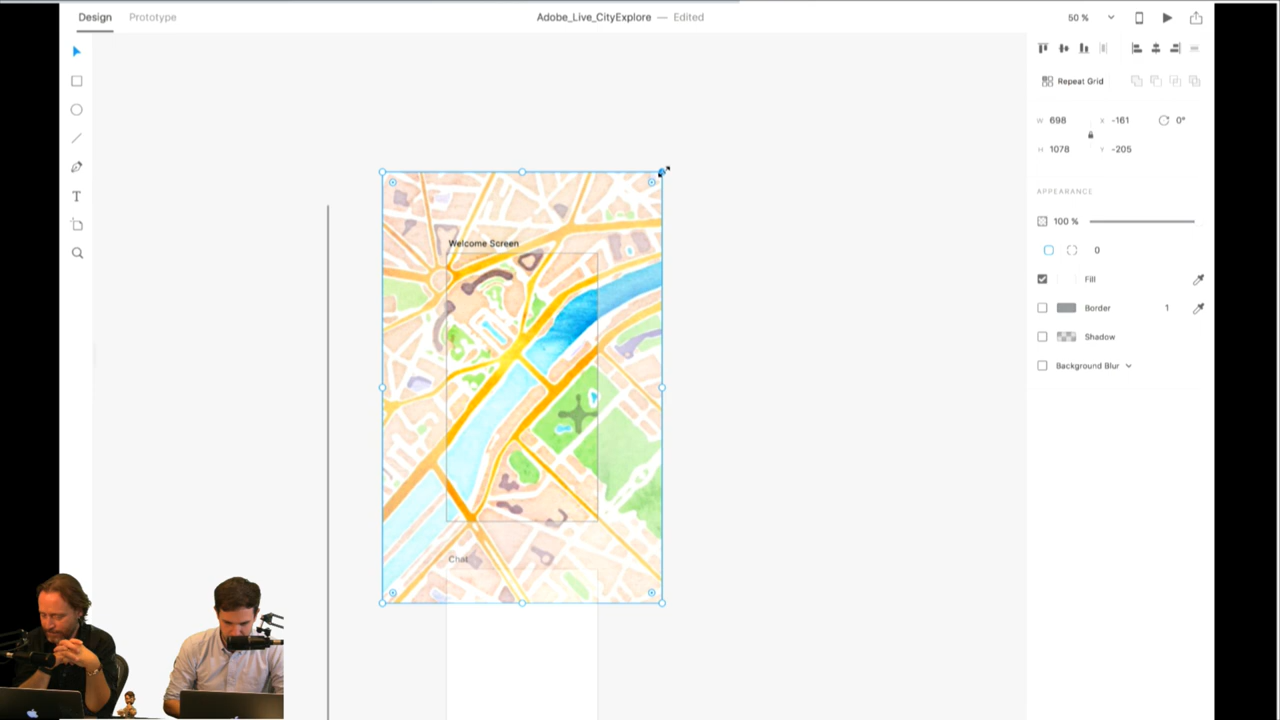 Design Prototype Adobe_Live_CityExplore — Edited 50 %
Repeat Grid
W 698 X -161 0°
H 1078 Y -205
APPEARANCE
100 %
0
Fill
Border 1
Shadow
Background Blur
T
Welcome Screen
Chat